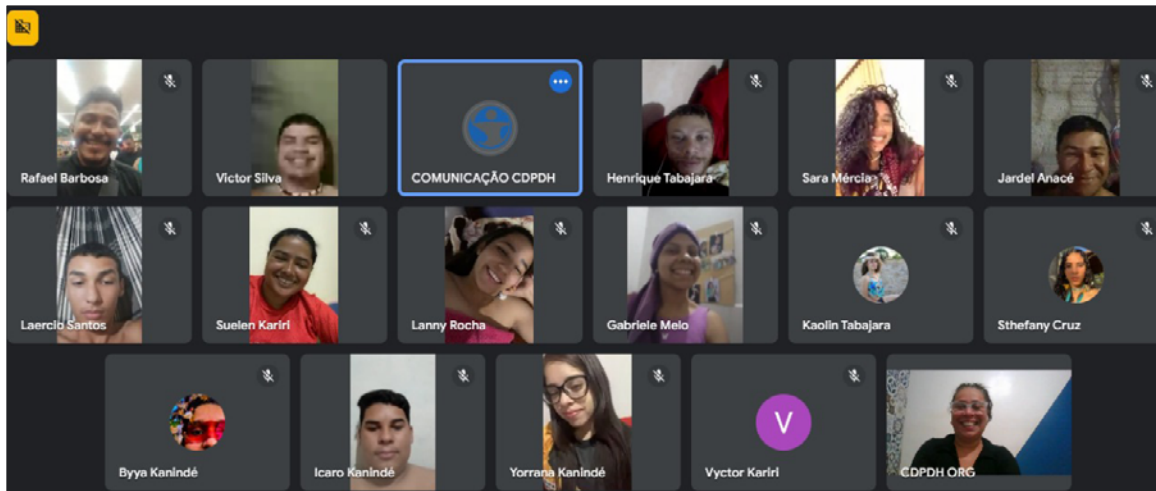 Rafael Barbosa
Victor Silva
COMUNICAÇÃO CDPDH
Henrique Tabajara
Sara Mércia
Jardel Anacé
Laercio Santos
Suelen Kariri
Lanny Rocha
Gabriele Melo
Kaolin Tabajara
Sthefany Cruz
Byya Kanindé
Icaro Kanindé
Yorrana Kanindé
V
Vyctor Kariri
CDPDH ORG